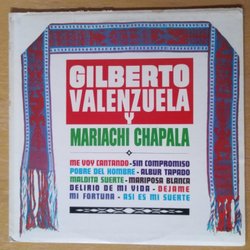 GILBERTO
VALENZUELA
Y
MARIACHI CHAPALA
ME VOY CANTANDO-SIN COMPROMISO
POBRE DEL HOMBRE - ALBUR TAPADO
MALDITA SUERTE - MARIPOSA BLANCA
DELIRIO DE MI VIDA - DEJAME
MI FORTUNA - ASI ES MI SUERTE